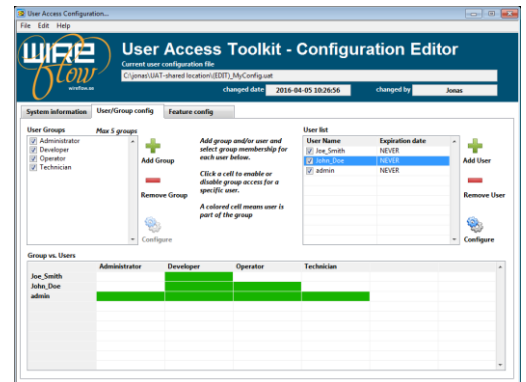 User Access Configuration...
File Edit Help
WIRE
flow
wireflow.se
User Access Toolkit - Configuration Editor
Current user configuration file
C:\jonas\UAT-shared location\(EDIT)_MyConfig.uat
changed date 2016-04-05 10:26:56 changed by Jonas
System information User/Group config Feature config
User Groups Max 5 groups
Administrator
Developer
Operator
Technician
Add Group
Remove Group
Configure
Add group and/or user and
select group membership for
each user below.
Click a cell to enable or
disable group access for a
specific user.
A colored cell means user is
part of the group
User list
User Name Expiration date
Joe_Smith NEVER
John_Doe NEVER
admin NEVER
Add User
Remove User
Configure
Group vs. Users
Administrator Developer Operator Technician
Joe_Smith
John_Doe
admin